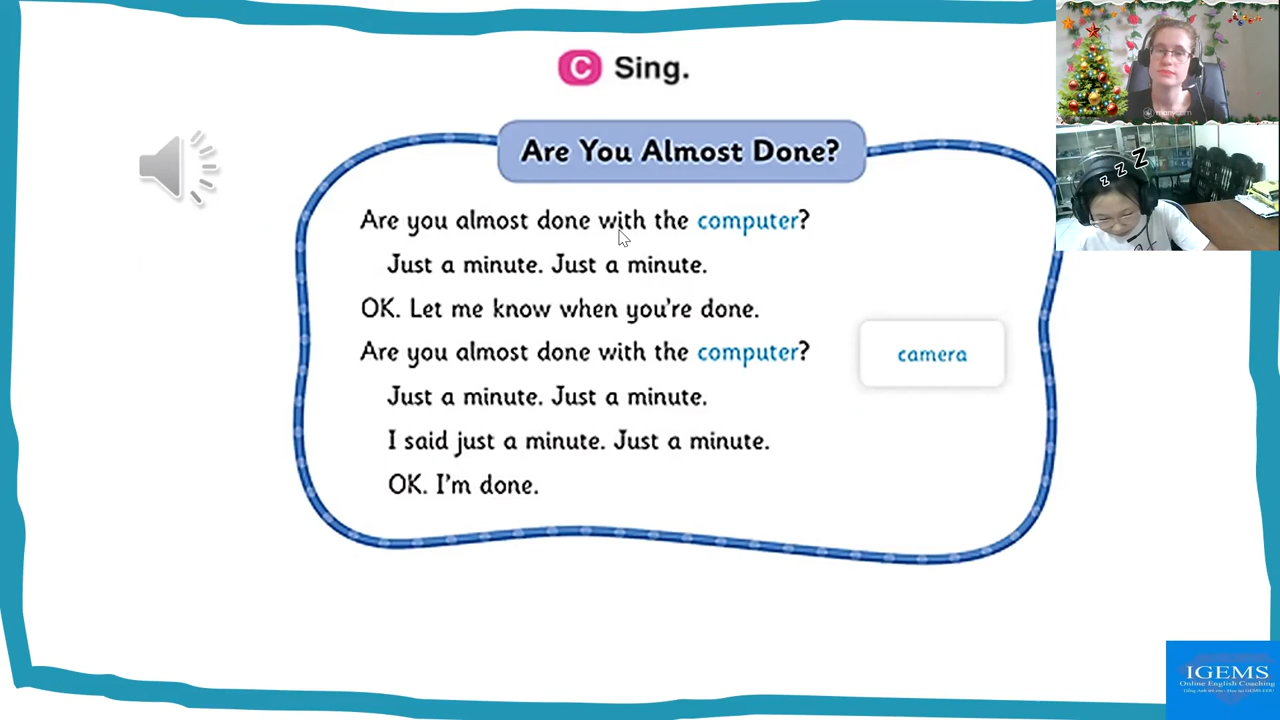 C Sing.
Are You Almost Done?
Are you almost done with the computer?
Just a minute. Just a minute.
OK. Let me know when you're done.
Are you almost done with the computer?
Just a minute. Just a minute.
I said just a minute. Just a minute.
OK. I'm done.
camera
z z Z
IGEMS
Online English Coaching